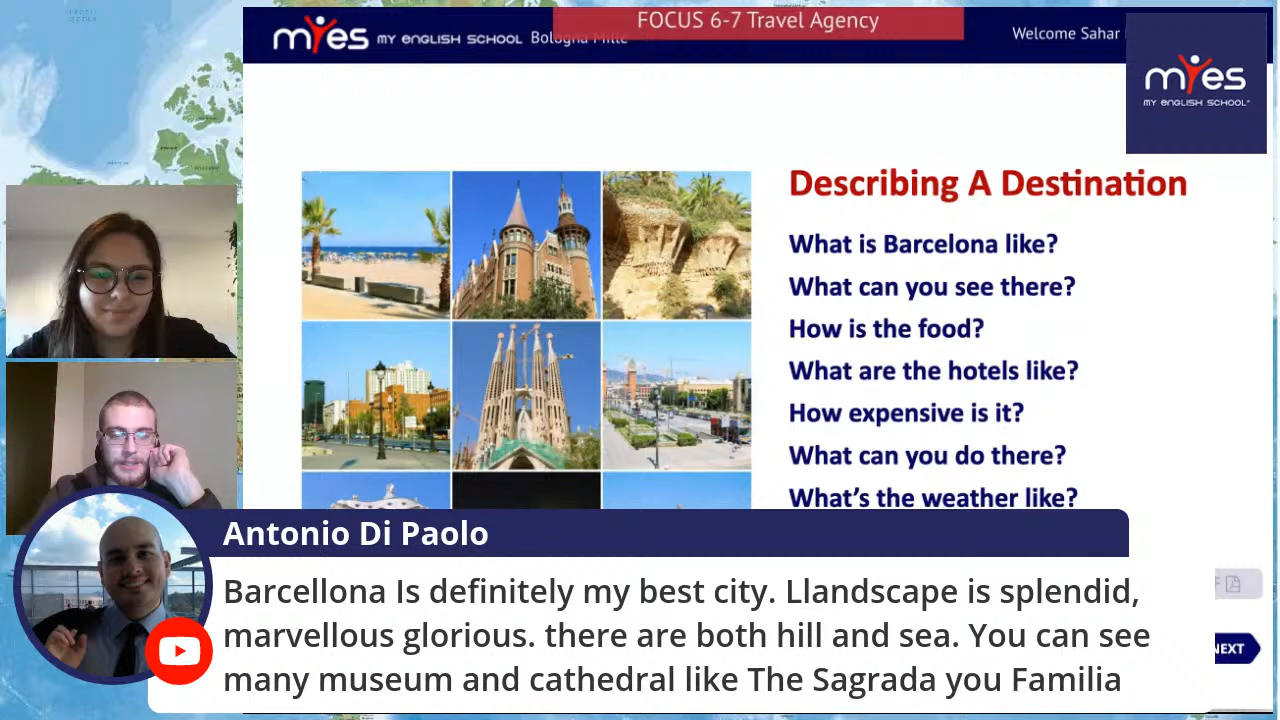 FOCUS 6-7 Travel Agency
myes MY ENGLISH SCHOOL Bologna Mille
Welcome Sahar
myes
MY ENGLISH SCHOOL
Describing A Destination
What is Barcelona like?
What can you see there?
How is the food?
What are the hotels like?
How expensive is it?
What can you do there?
What's the weather like?
Antonio Di Paolo
Barcellona Is definitely my best city. Llandscape is splendid,
marvellous glorious. there are both hill and sea. You can see
many museum and cathedral like The Sagrada you Familia